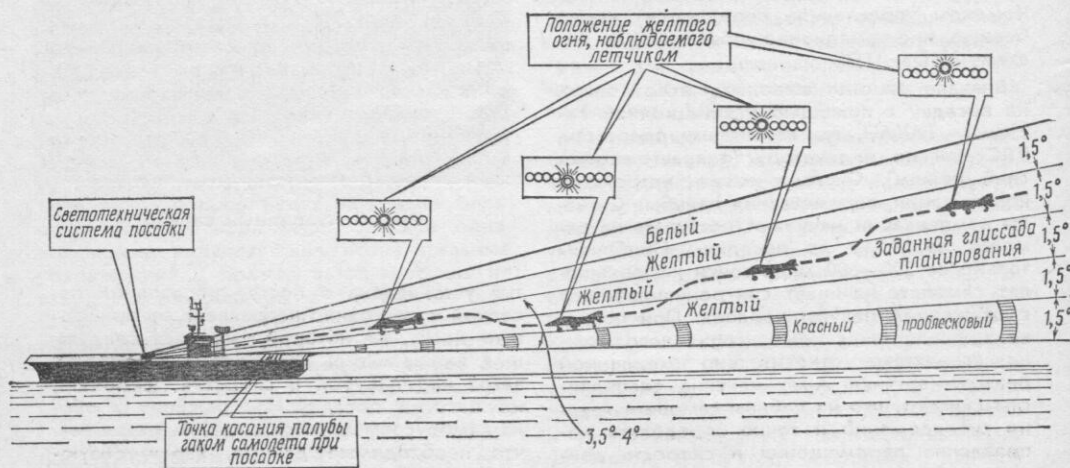 Положение желтого
огня, наблюдаемого
летчиком
1,5°
1,5°
1,5°
1,5°
1,5°
Светотехническая
система посадки
Белый
Желтый
Желтый
Желтый
Заданная глиссада
планирования
Красный
проблесковый
Точка касания палубы
гаком самолета при
посадке
3,5°-4°